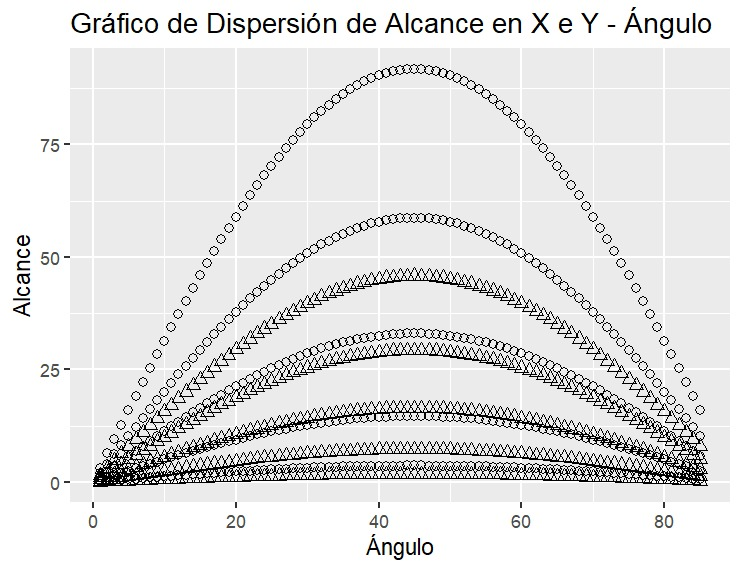 Gráfico de Dispersión de Alcance en X e Y - Ángulo
Alcance
75
50
25
0
0 20 40 60 80
Ángulo